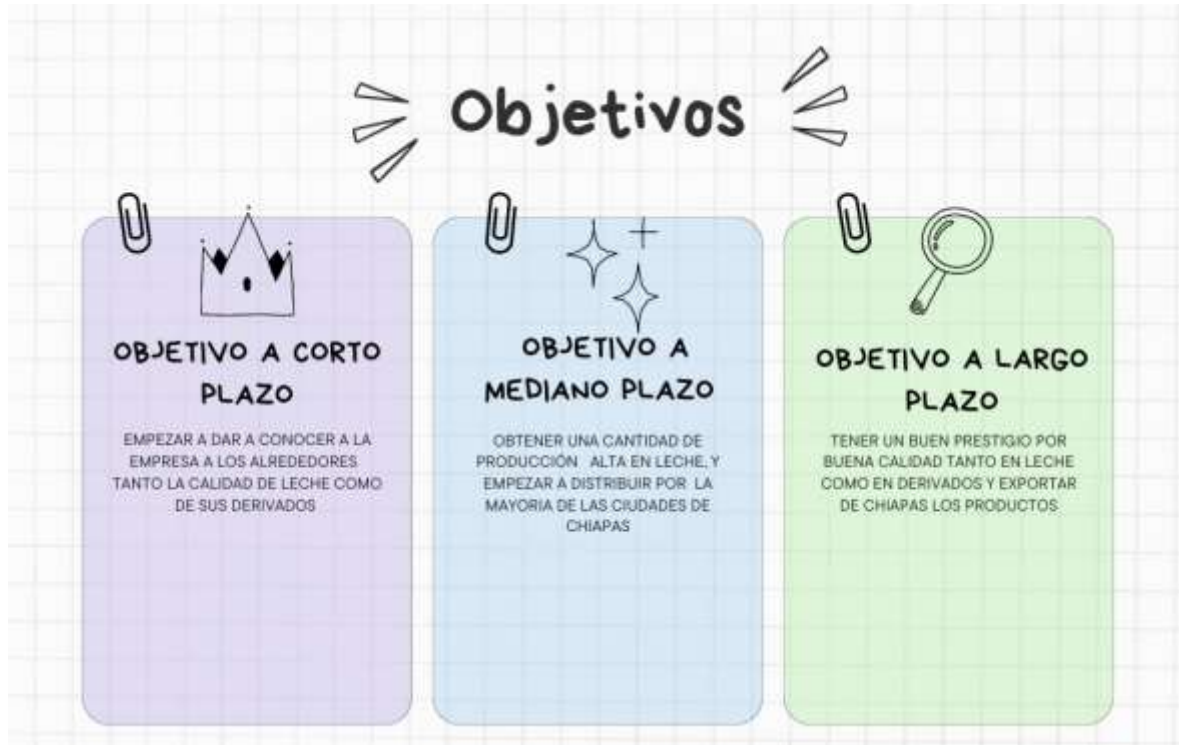 Objetivos
OBJETIVO A CORTO
PLAZO
EMPEZAR A DAR A CONOCER A LA
EMPRESA A LOS ALREDEDORES
TANTO LA CALIDAD DE LECHE COMO
DE SUS DERIVADOS
OBJETIVO A
MEDIANO PLAZO
OBTENER UNA CANTIDAD DE
PRODUCCIÓN ALTA EN LECHE, Y
EMPEZAR A DISTRIBUIR POR LA
MAYORIA DE LAS CIUDADES DE
CHIAPAS
OBJETIVO A LARGO
PLAZO
TENER UN BUEN PRESTIGIO POR
BUENA CALIDAD TANTO EN LECHE
COMO EN DERIVADOS Y EXPORTAR
DE CHIAPAS LOS PRODUCTOS